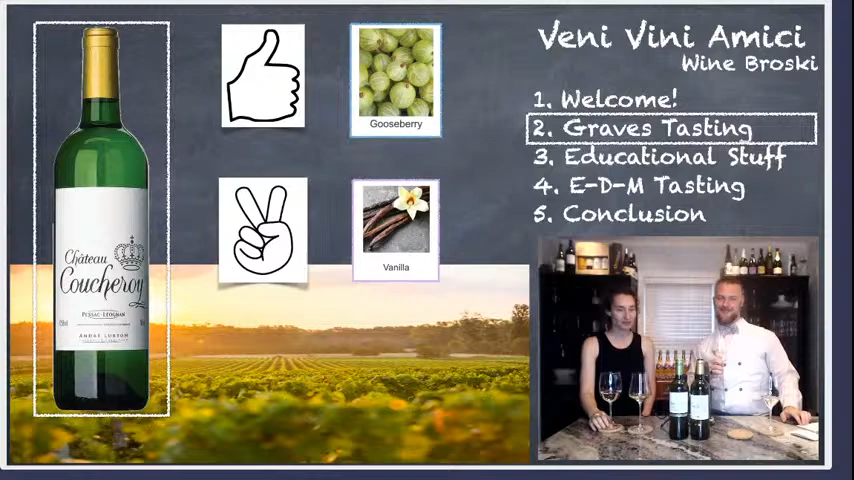 Veni Vini Amici
Wine Broski
1. Welcome!
2. Graves Tasting
3. Educational Stuff
4. E-D-M Tasting
5. Conclusion
Gooseberry
Vanilla
Château
Coucheroy
PESSAC-LÉOGNAN
ANDRÉ LURTON